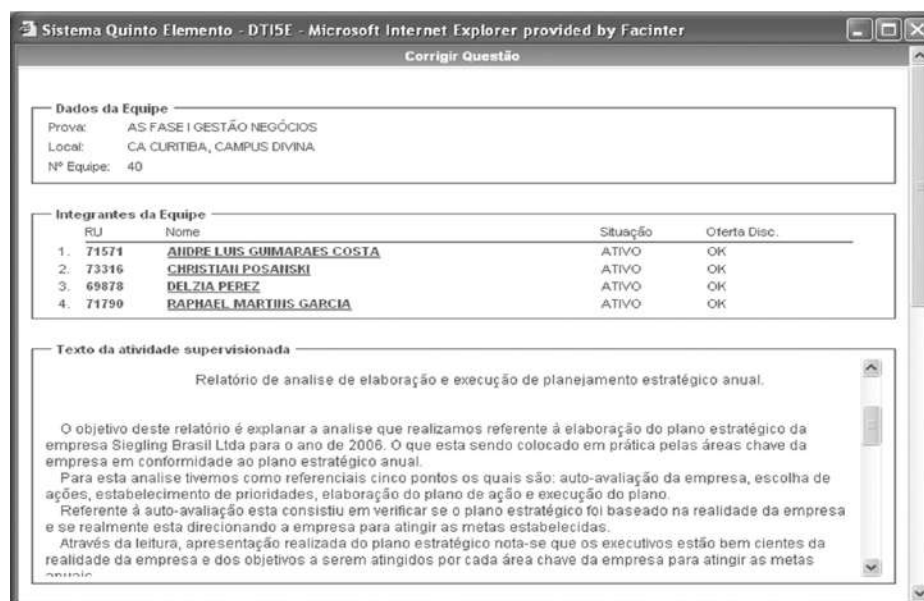 Sistema Quinto Elemento - DTI5E - Microsoft Internet Explorer provided by Facinter
Corrigir Questão
Dados da Equipe
Prova: AS FASE I GESTÃO NEGÓCIOS
Local: CA CURITIBA, CAMPUS DIVINA
Nº Equipe: 40
Integrantes da Equipe
RU Nome Situação Oferta Disc.
1. 71571 ANDRE LUIS GUIMARAES COSTA ATIVO OK
2. 73316 CHRISTIAN POSANSKI ATIVO OK
3. 69878 DELZIA PEREZ ATIVO OK
4. 71790 RAPHAEL MARTINS GARCIA ATIVO OK
Texto da atividade supervisionada
Relatório de analise de elaboração e execução de planejamento estratégico anual.
O objetivo deste relatório é explanar a analise que realizamos referente à elaboração do plano estratégico da
empresa Siegling Brasil Ltda para o ano de 2006. O que esta sendo colocado em prática pelas áreas chave da
empresa em conformidade ao plano estratégico anual.
Para esta analise tivemos como referenciais cinco pontos os quais são: auto-avaliação da empresa, escolha de
ações, estabelecimento de prioridades, elaboração do plano de ação e execução do plano.
Referente à auto-avaliação esta consistiu em verificar se o plano estratégico foi baseado na realidade da empresa
e se realmente esta direcionando a empresa para atingir as metas estabelecidas.
Através da leitura, apresentação realizada do plano estratégico nota-se que os executivos estão bem cientes da
realidade da empresa e dos objetivos a serem atingidos por cada área chave da empresa para atingir as metas